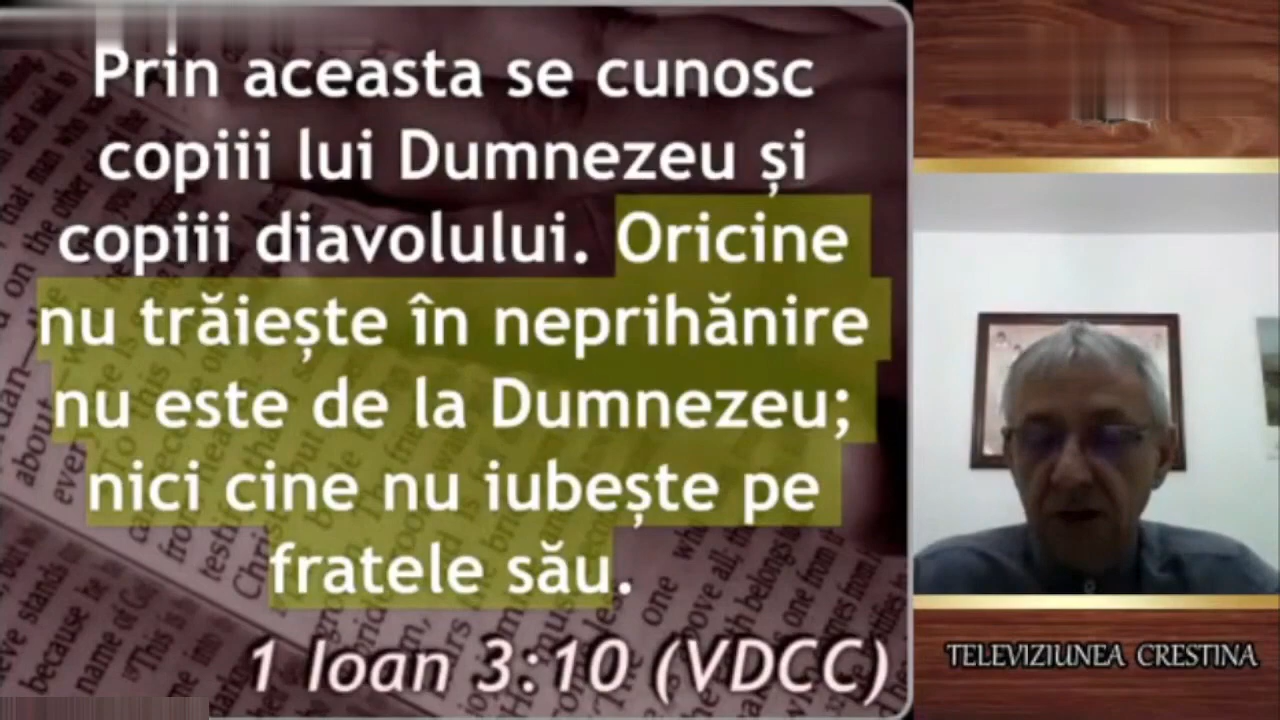 Prin aceasta se cunosc
copiii lui Dumnezeu și
copiii diavolului. Oricine
nu trăiește în neprihănire
nu este de la Dumnezeu;
nici cine nu iubește pe
fratele său.
1 Ioan 3:10 (VDCC)
TELEVIZIUNEA CRESTINA